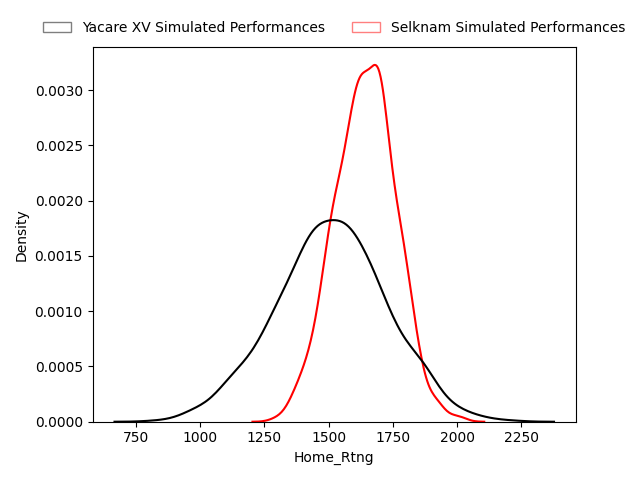 Yacare XV Simulated Performances Selknam Simulated Performances
0.0030
0.0025
0.0020
0.0015
0.0010
0.0005
0.0000
Density
750 1000 1250 1500 1750 2000 2250
Home_Rtng